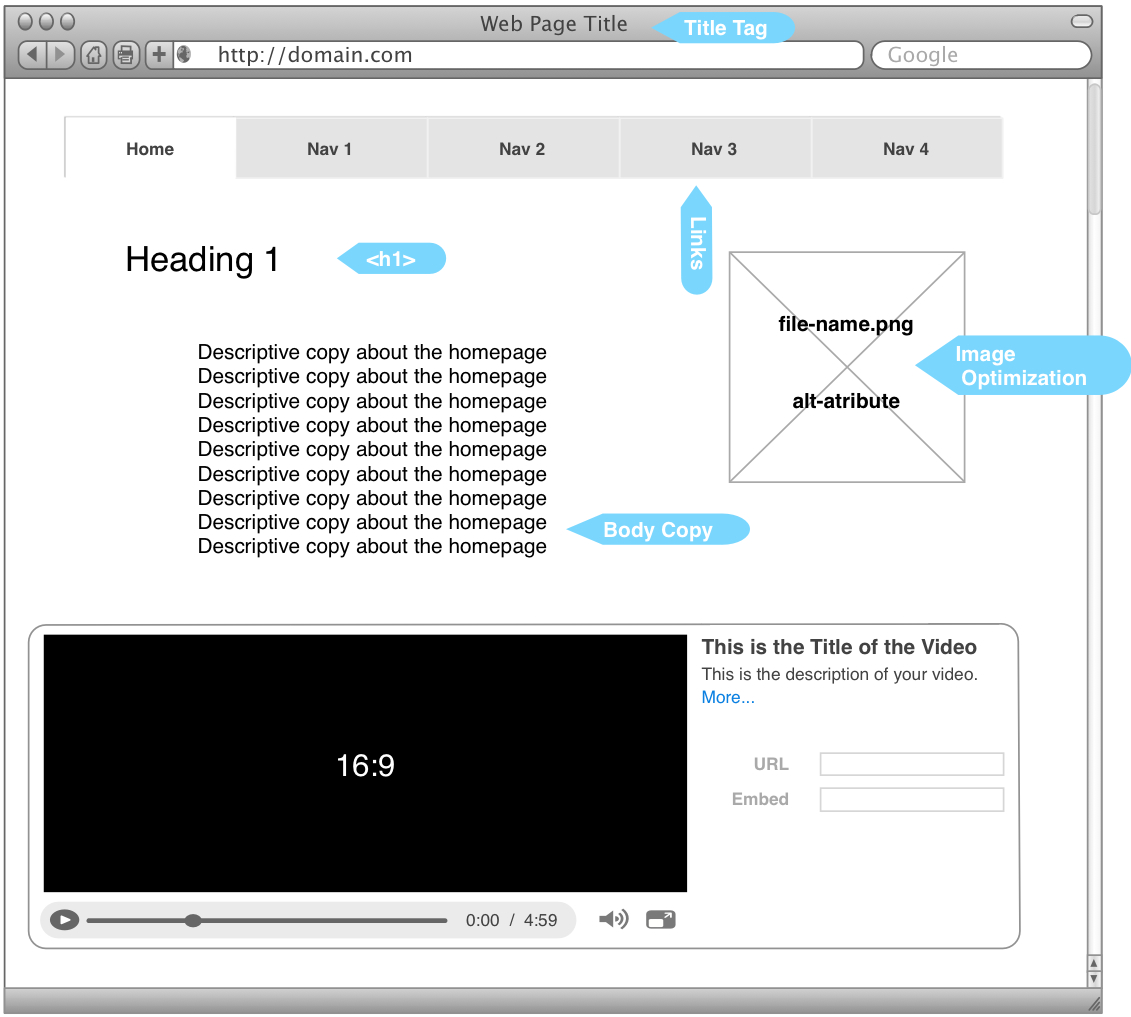 Web Page Title
Title Tag
http://domain.com
Google
Home
Nav 1
Nav 2
Nav 3
Nav 4
Links
Heading 1
<h1>
file-name.png
alt-atribute
Image
Optimization
Descriptive copy about the homepage
Descriptive copy about the homepage
Descriptive copy about the homepage
Descriptive copy about the homepage
Descriptive copy about the homepage
Descriptive copy about the homepage
Descriptive copy about the homepage
Descriptive copy about the homepage
Descriptive copy about the homepage
Body Copy
16:9
This is the Title of the Video
This is the description of your video.
More...
URL
Embed
0:00 / 4:59